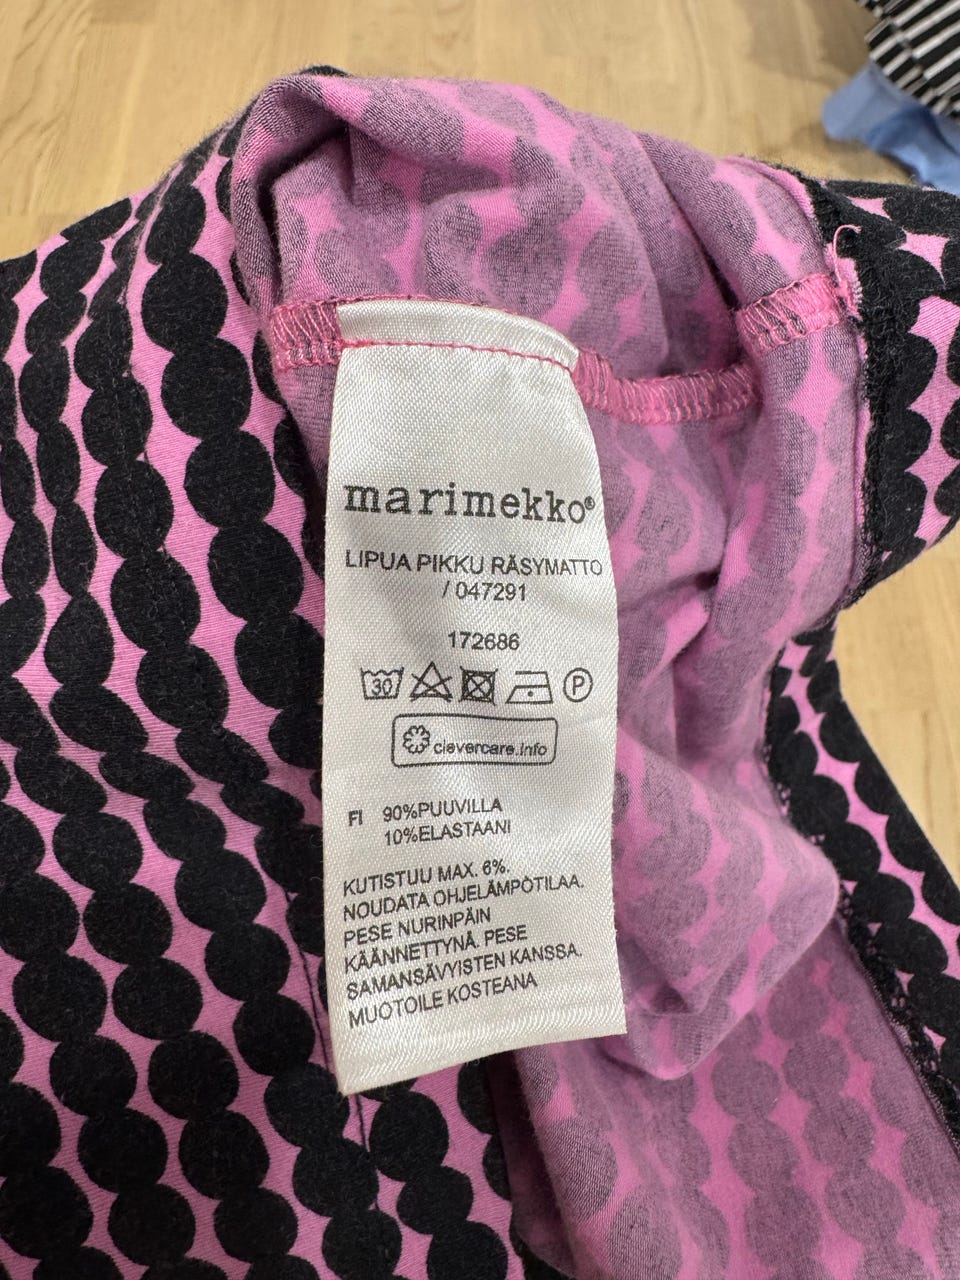 marimekko®
LIPUA PIKKU RÄSYMATTO
/ 047291
172686
30 P
clevercare.info
FI 90%PUUVILLA
10%ELASTAANI
KUTISTUU MAX. 6%.
NOUDATA OHJELÄMPÖTILAA.
PESE NURINPÄIN
KÄÄNNETTYNÄ. PESE
SAMANSÄVYISTEN KANSSA.
MUOTOILE KOSTEANA